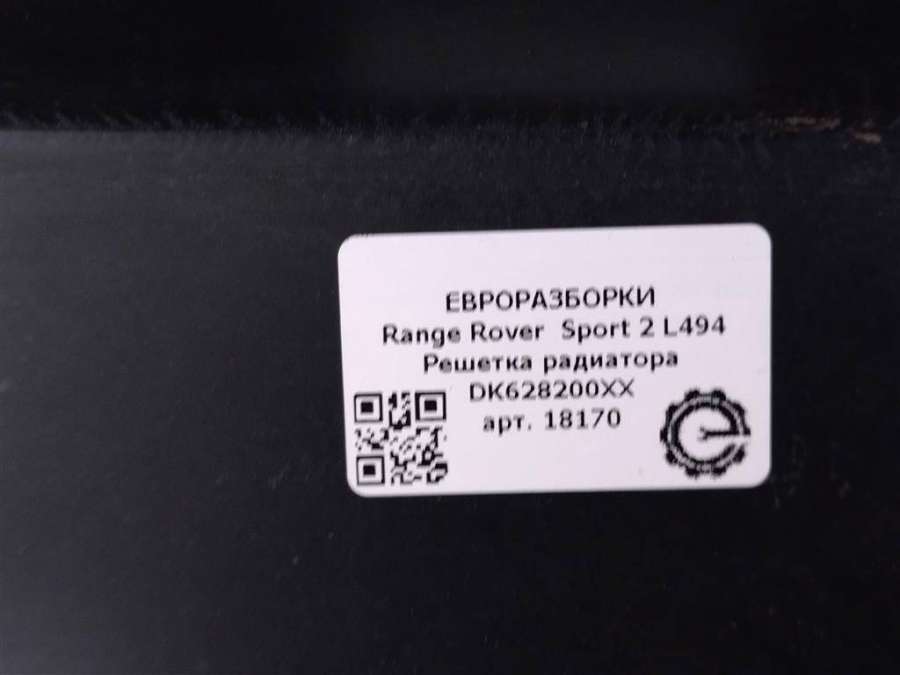 ЕВРОРАЗБОРКИ
Range Rover Sport 2 L494
Решетка радиатора
DK628200XX
арт. 18170